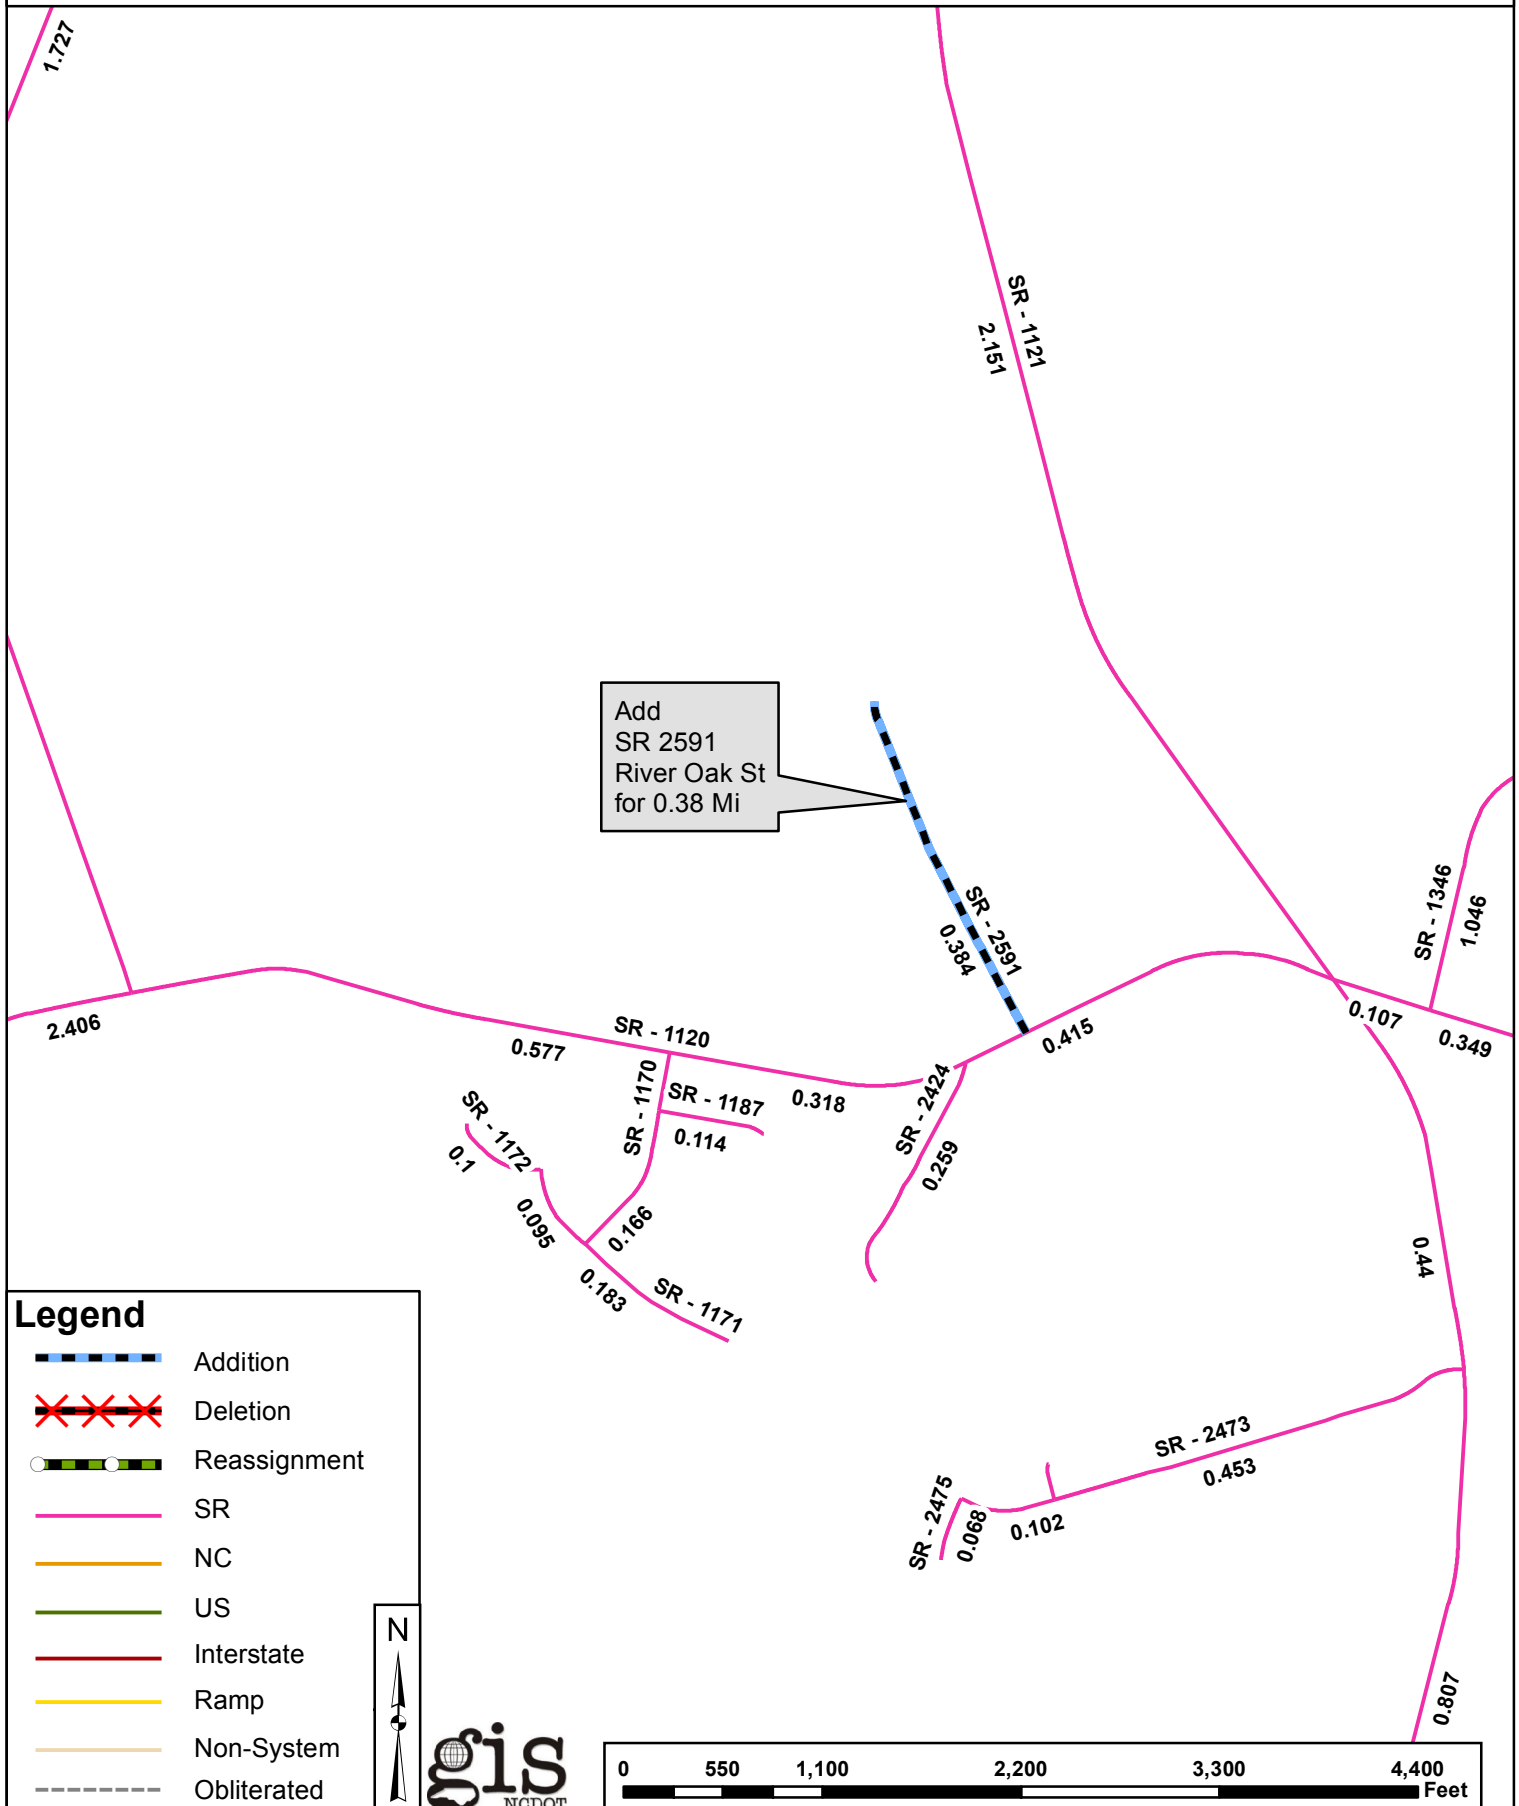 1.727
SR - 1121
2.151
Add
SR 2591
River Oak St
for 0.38 Mi
SR - 2591
0.384
SR - 1346
1.046
2.406
0.577
SR - 1120
0.318
0.415
0.107
0.349
SR - 1170
SR - 1187
0.114
SR - 2424
0.259
SR - 1172
0.1
0.095
0.166
0.183
SR - 1171
0.44
SR - 2473
0.453
SR - 2475
0.068
0.102
0.807
Legend
Addition
Deletion
Reassignment
SR
NC
US
Interstate
Ramp
Non-System
Obliterated
N
gis
NCDOT
0 550 1,100 2,200 3,300 4,400
Feet